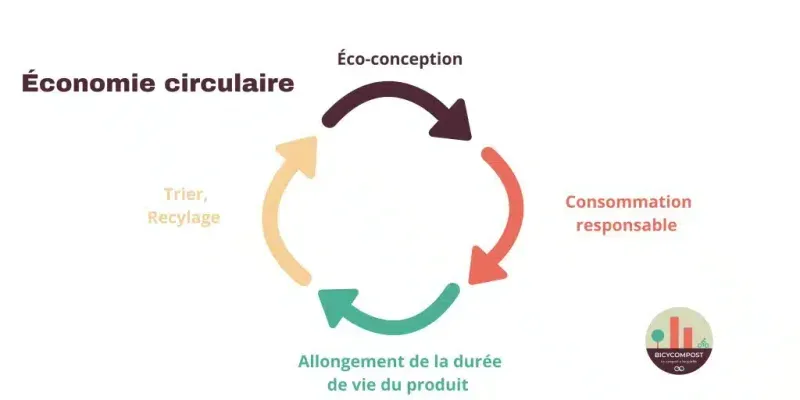 Éco-conception
Économie circulaire
Trier,
Recylage
Consommation
responsable
Allongement de la durée
de vie du produit
BICYCOMPOST